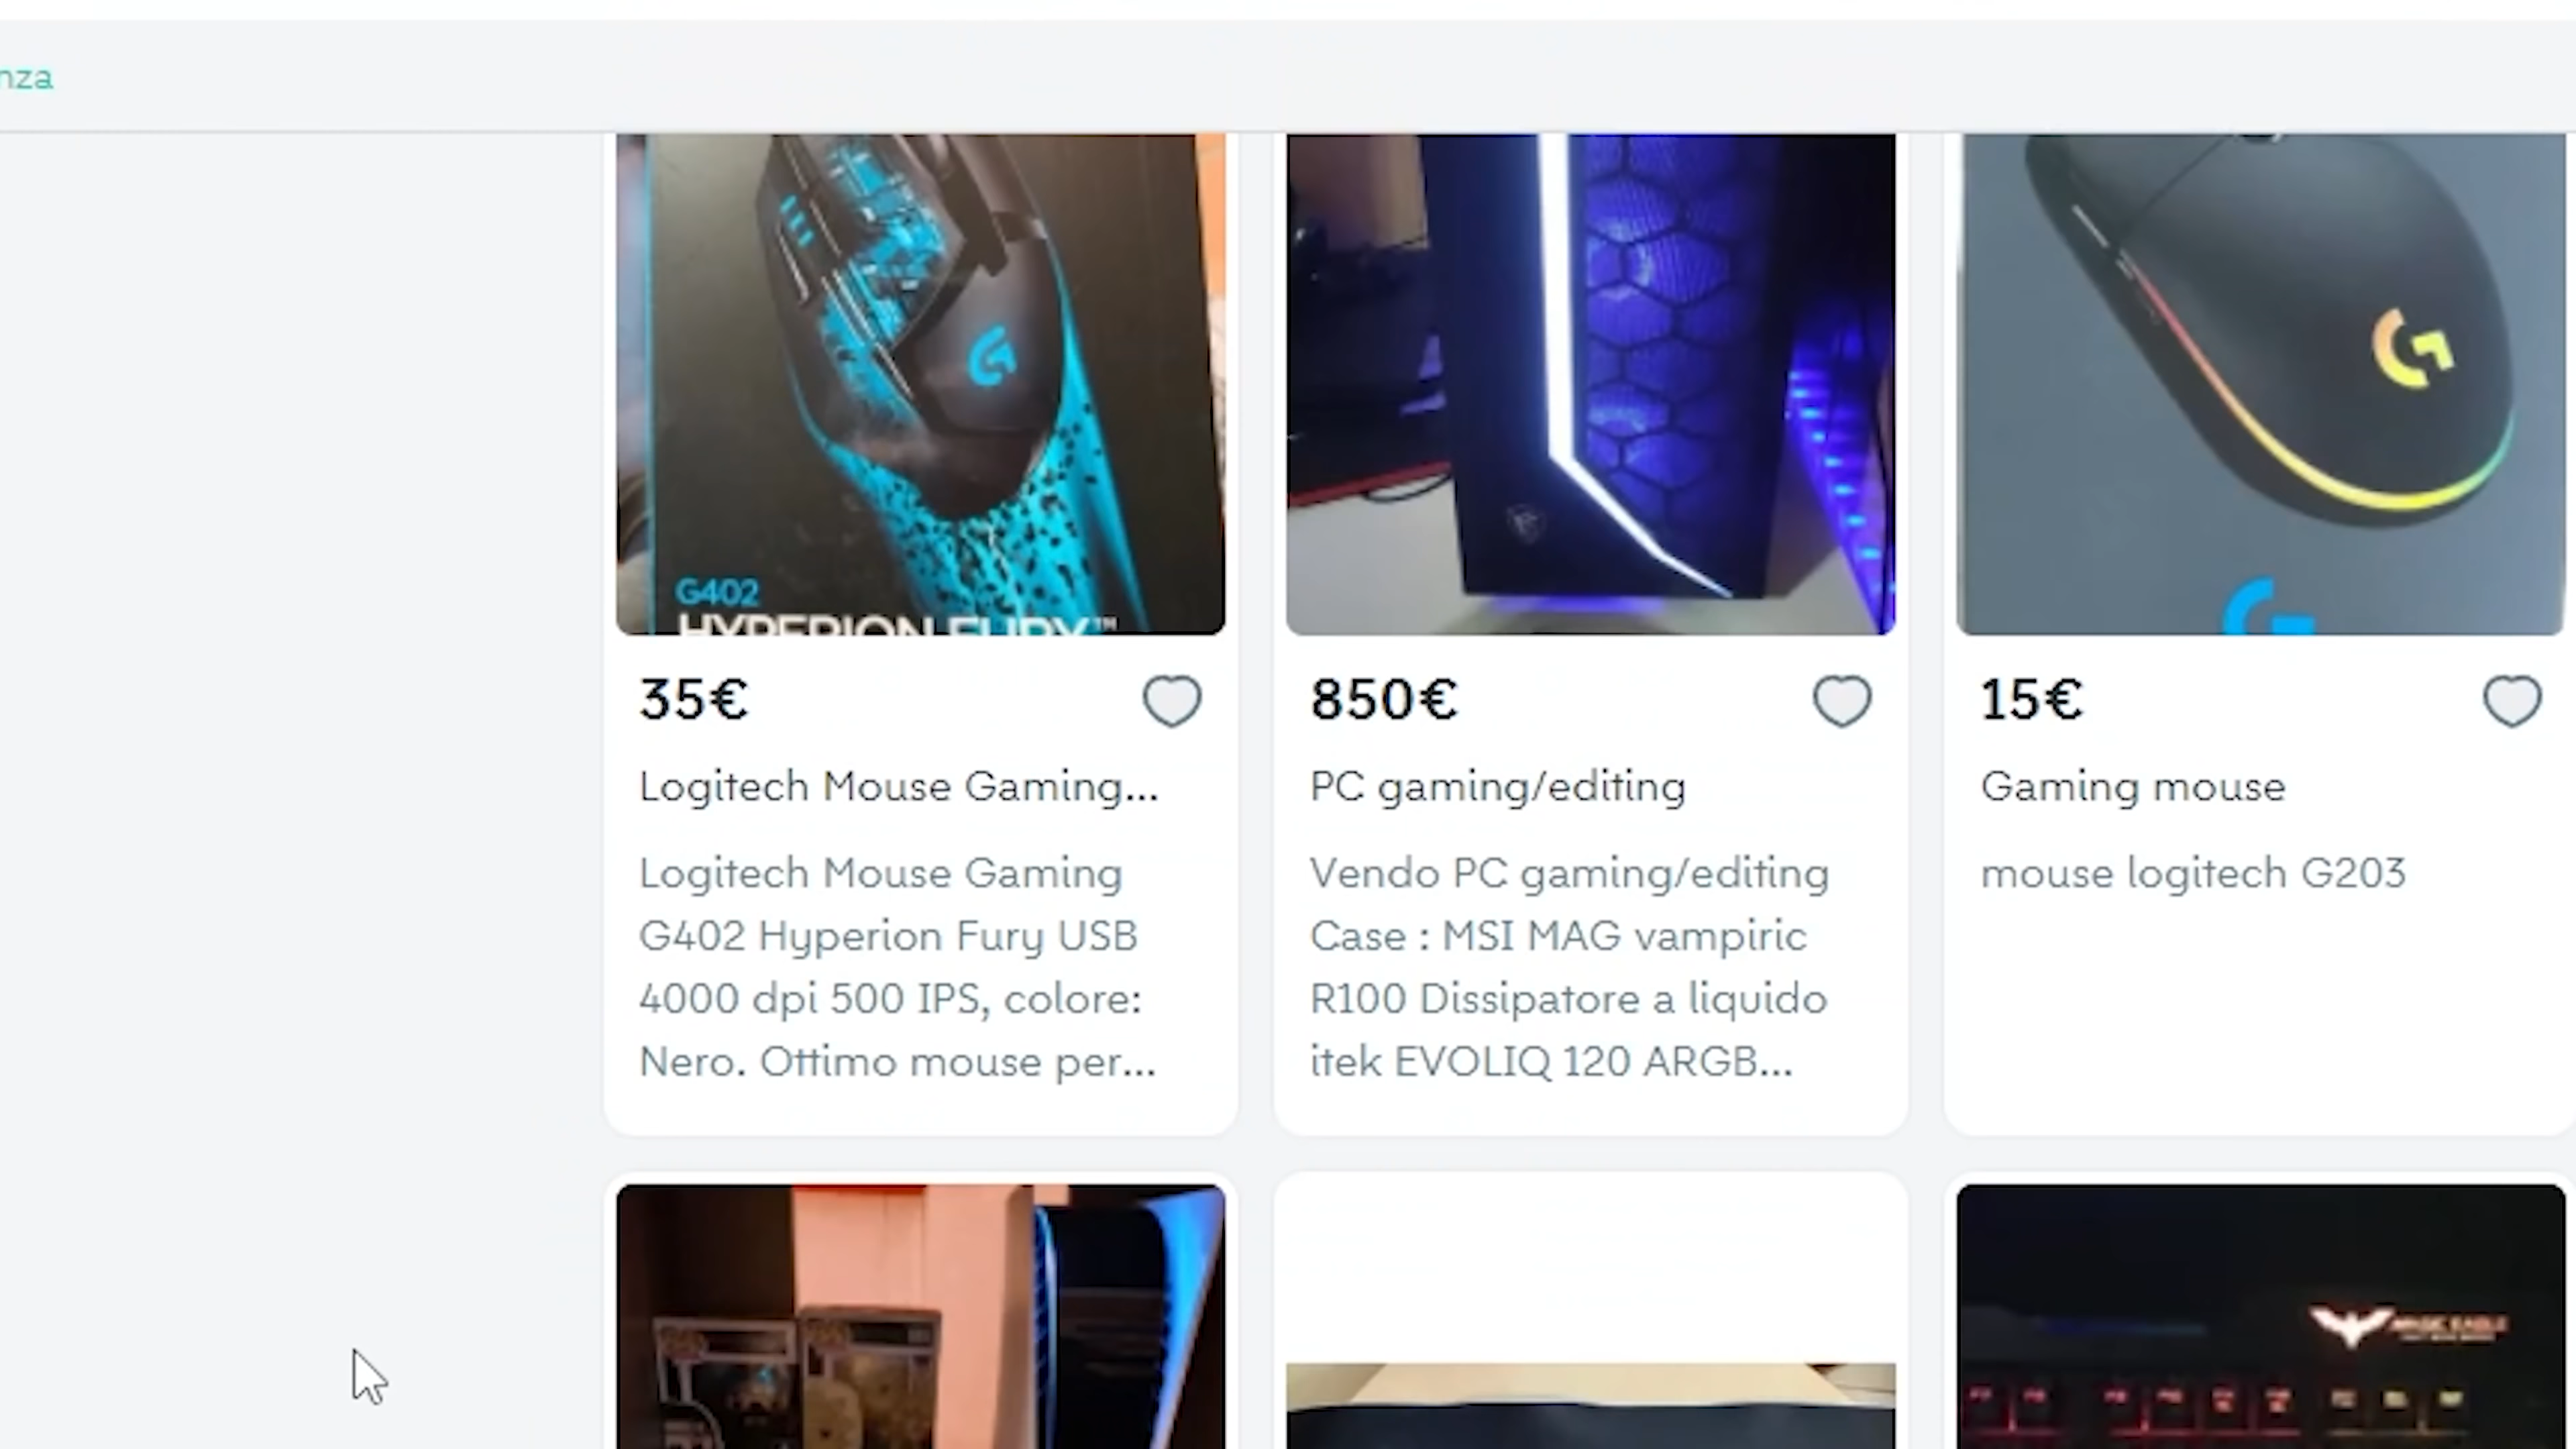 nza
G402
HYPERION FURY™
35€
850€
15€
Logitech Mouse Gaming...
PC gaming/editing
Gaming mouse
Logitech Mouse Gaming
G402 Hyperion Fury USB
4000 dpi 500 IPS, colore:
Nero. Ottimo mouse per...
Vendo PC gaming/editing
Case : MSI MAG vampiric
R100 Dissipatore a liquido
itek EVOLIQ 120 ARGB...
mouse logitech G203